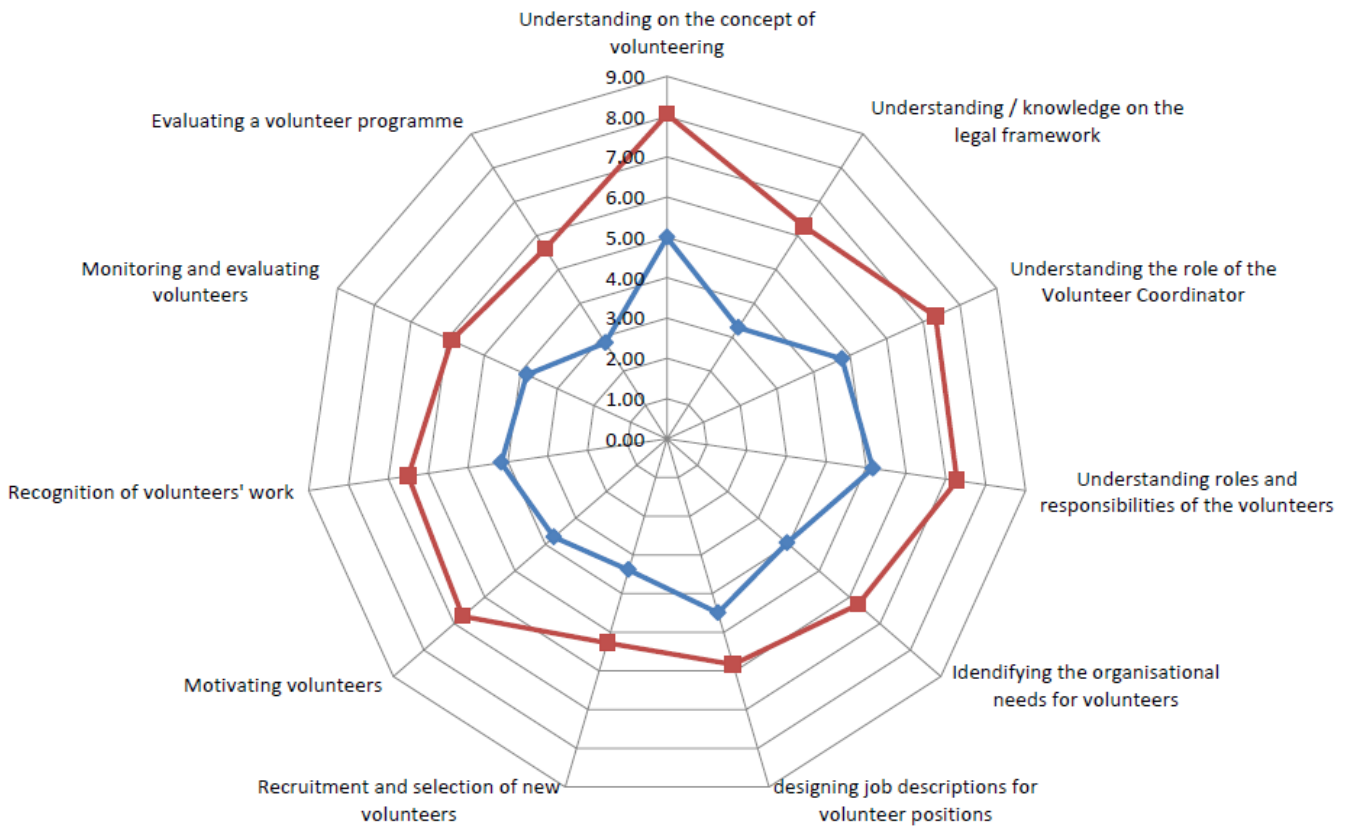 Understanding on the concept of
volunteering
9.00
8.00
7.00
6.00
5.00
4.00
3.00
2.00
1.00
0.00
Understanding / knowledge on the
legal framework
Understanding the role of the
Volunteer Coordinator
Understanding roles and
responsibilities of the volunteers
Idendifying the organisational
needs for volunteers
designing job descriptions for
volunteer positions
Recruitment and selection of new
volunteers
Motivating volunteers
Recognition of volunteers' work
Monitoring and evaluating
volunteers
Evaluating a volunteer programme